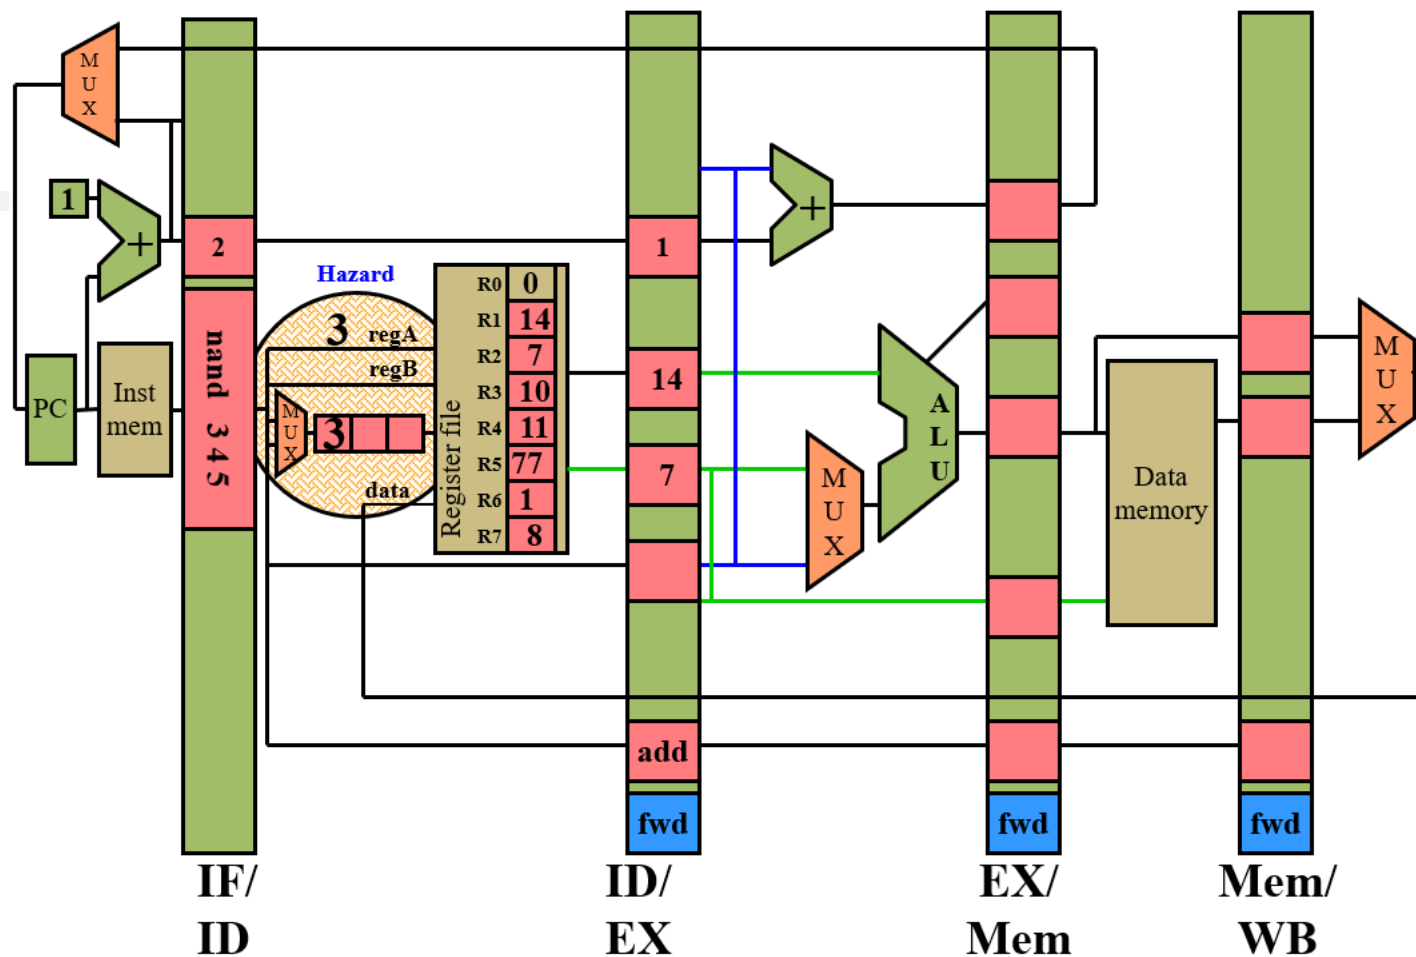 M
U
X
1
+
2
1
+
Hazard
nand 3 4 5
3
regA
regB
M
U
X
3
data
Register file
R0 0
R1 14
R2 7
R3 10
R4 11
R5 77
R6 1
R7 8
14
7
PC
Inst
mem
M
U
X
A
L
U
Data
memory
M
U
X
add
fwd
fwd
fwd
IF/
ID
ID/
EX
EX/
Mem
Mem/
WB